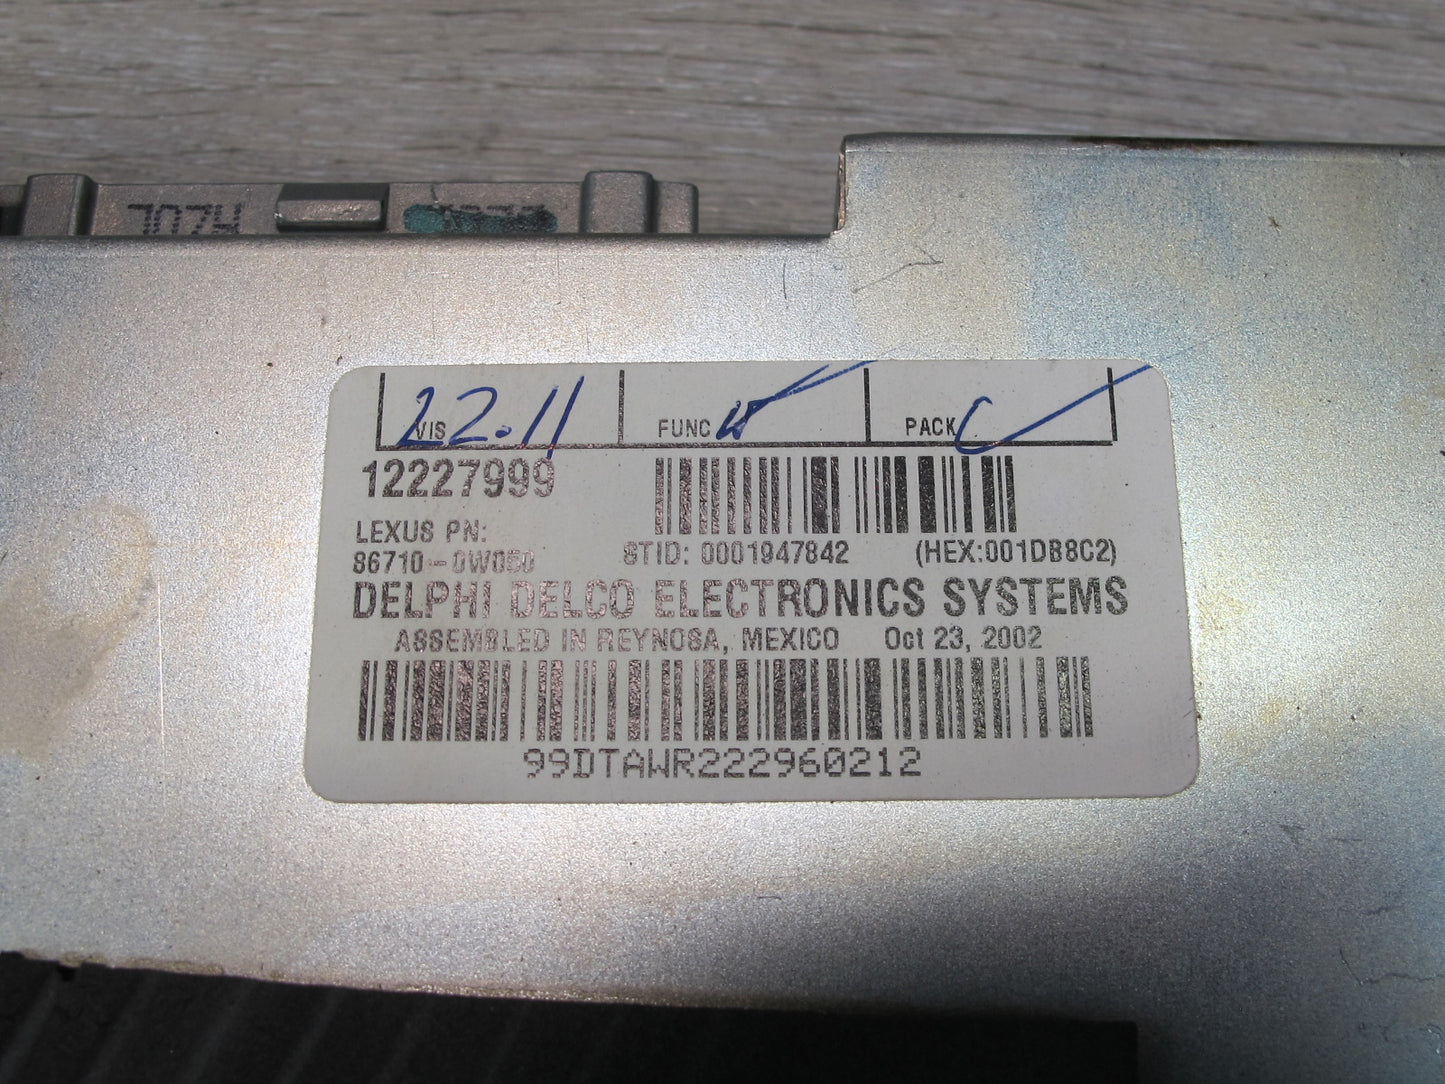 VIS 22.11 FUNC PACK C
12227999
LEXUS PN:
86710-0W050 STID: 0001947842 (HEX:001DB8C2)
DELPHI DELCO ELECTRONICS SYSTEMS
ASSEMBLED IN REYNOSA, MEXICO Oct 23, 2002
99DTAWR222960212